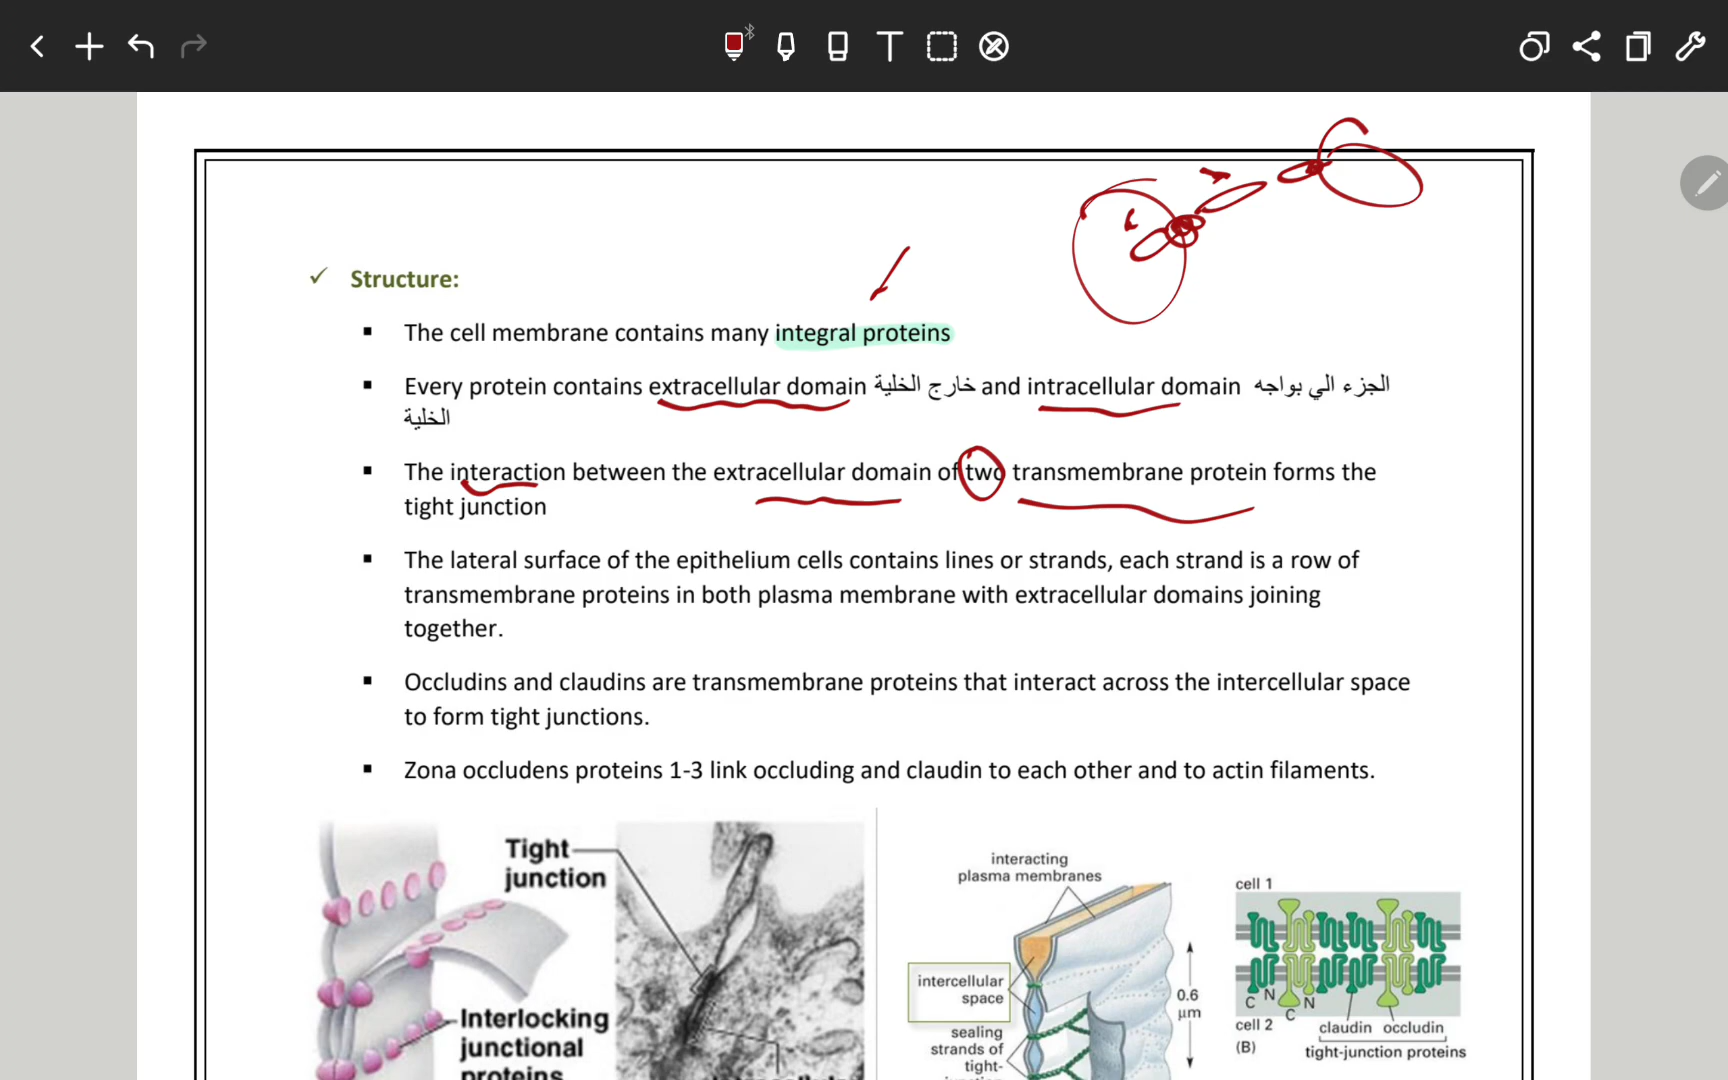 ✓ Structure:
▪ The cell membrane contains many integral proteins
▪ Every protein contains extracellular domain خارج الخلية and intracellular domain الجزء الي بواجه
الخلية
▪ The interaction between the extracellular domain of two transmembrane protein forms the
tight junction
▪ The lateral surface of the epithelium cells contains lines or strands, each strand is a row of
transmembrane proteins in both plasma membrane with extracellular domains joining
together.
▪ Occludins and claudins are transmembrane proteins that interact across the intercellular space
to form tight junctions.
▪ Zona occludens proteins 1-3 link occluding and claudin to each other and to actin filaments.
Tight
junction
Interlocking
junctional
proteins
interacting
plasma membranes
intercellular
space
sealing
strands of
tight-
0.6
µm
cell 1
C N N
C
cell 2
(B)
claudin occludin
tight-junction proteins